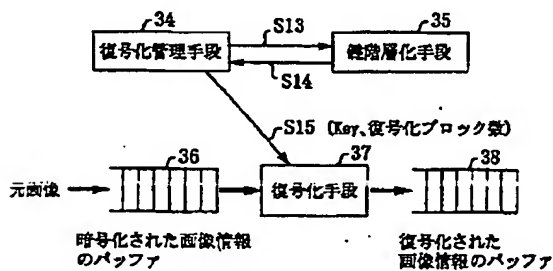 34 S13 35
復号化管理手段 鍵階層化手段
S14
S15 (Key、復号化ブロック数)
36 37 38
元画像 復号化手段
暗号化された画像情報 復号化された
のバッファ 画像情報のバッファ